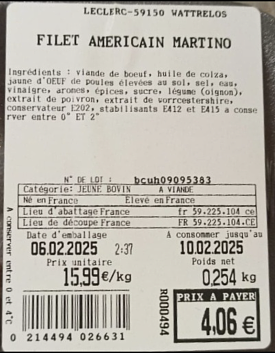 LECLERC-59150 WATTRELOS
FILET AMERICAIN MARTINO
Ingrédients : viande de boeuf, huile de colza,
jaune d'OEUF de poules élevées au sol, sel, eau,
vinaigre, aromes, épices, sucre, légume (oignon),
extrait de poivron, extrait de worrcestershire,
conservateur E202, stabilisants E412 et E415 a conse
rver entre 0° ET 2°
N° DE LOT : bcuh09095383
Catégorie: JEUNE BOVIN A VIANDE
Né en France Elevé en France
Lieu d'abattage France fr 59.225.104 ce
Lieu de découpe France FR 59.225.104.CE
Date d'emballage A consommer jusqu'au
06.02.2025 2:37 10.02.2025
Prix unitaire Poids net
15,99€/kg 0,254 kg
A conserver entre 0 et 4°C
R000494
PRIX A PAYER
4,06 €
0 214494 026631